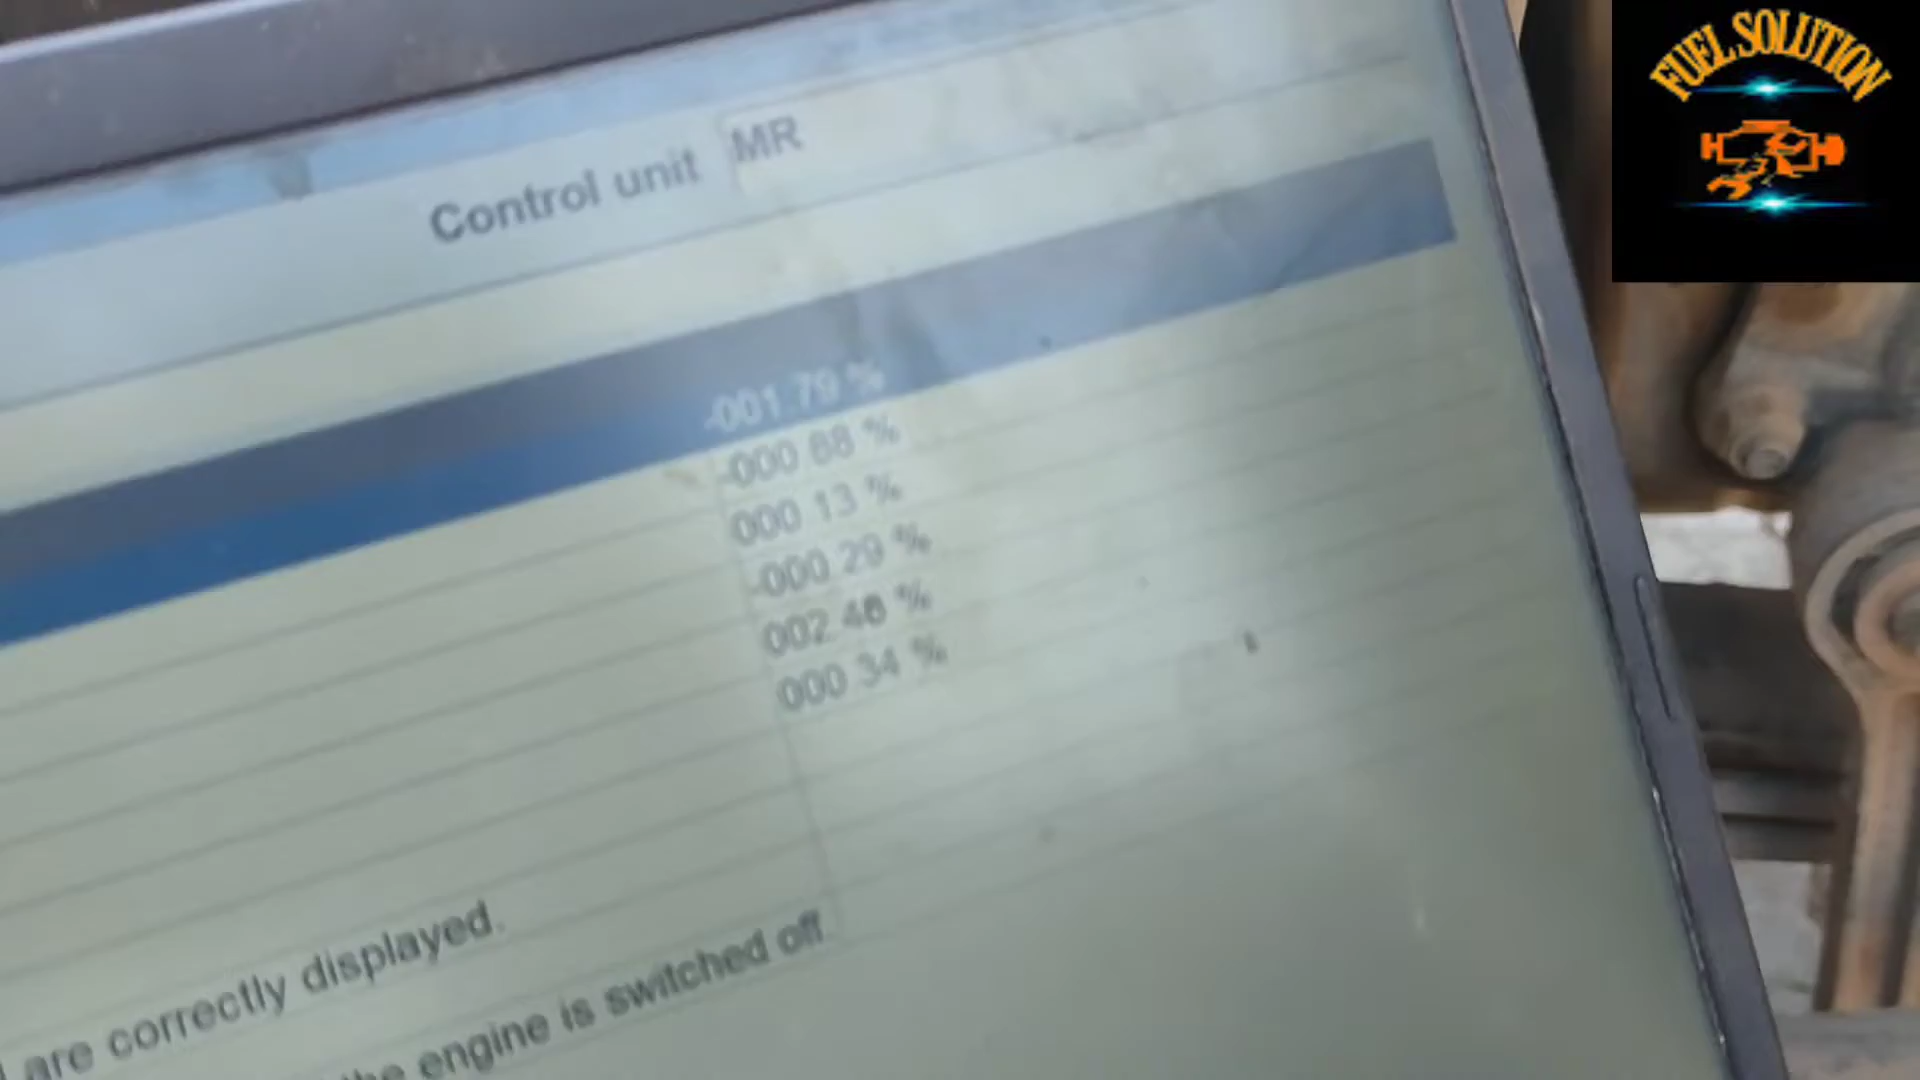 FUEL SOLUTION
Control unit MR
-001.79 %
-000 88 %
000 13 %
-000 29 %
002 46 %
000 34 %
are correctly displayed.
the engine is switched off